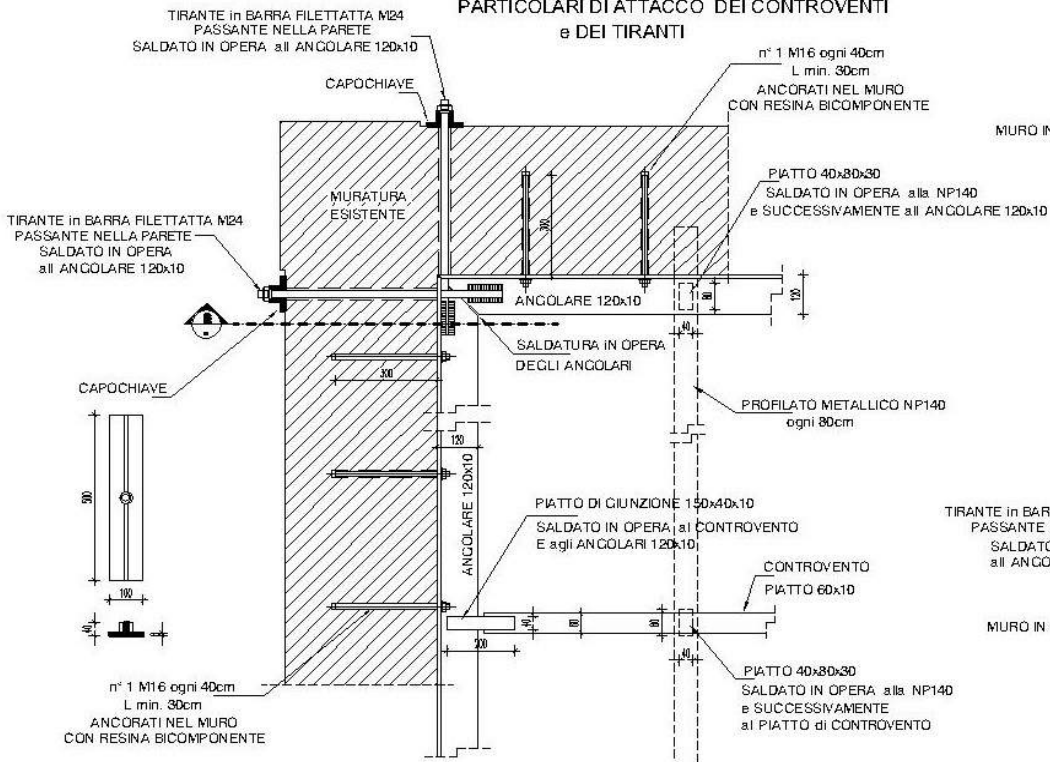 PARTICOLARI DI ATTACCO DEI CONTROVENTI
e DEI TIRANTI
TIRANTE in BARRA FILETTATTA M24
PASSANTE NELLA PARETE
SALDATO IN OPERA all ANGOLARE 120x10
CAPOCHIAVE
n° 1 M16 ogni 40cm
L min. 30cm
ANCORATI NEL MURO
CON RESINA BICOMPONENTE
MURO IN
PIATTO 40x80x30
SALDATO IN OPERA alla NP140
e SUCCESSIVAMENTE all ANGOLARE 120x10
MURATURA
ESISTENTE
300
TIRANTE in BARRA FILETTATTA M24
PASSANTE NELLA PARETE
SALDATO IN OPERA
all ANGOLARE 120x10
ANGOLARE 120x10
80
120
40
SALDATURA IN OPERA
DEGLI ANGOLARI
300
CAPOCHIAVE
PROFILATO METALLICO NP140
ogni 80cm
120
ANGOLARE 120x10
500
100
40
PIATTO DI GIUNZIONE 150x40x10
SALDATO IN OPERA al CONTROVENTO
E agli ANGOLARI 120x10
TIRANTE in BAR
PASSANTE
SALDATO
all ANGO
CONTROVENTO
PIATTO 60x10
40
60
60
200
40
MURO IN
PIATTO 40x80x30
SALDATO IN OPERA alla NP140
e SUCCESSIVAMENTE
al PIATTO di CONTROVENTO
n° 1 M16 ogni 40cm
L min. 30cm
ANCORATI NEL MURO
CON RESINA BICOMPONENTE